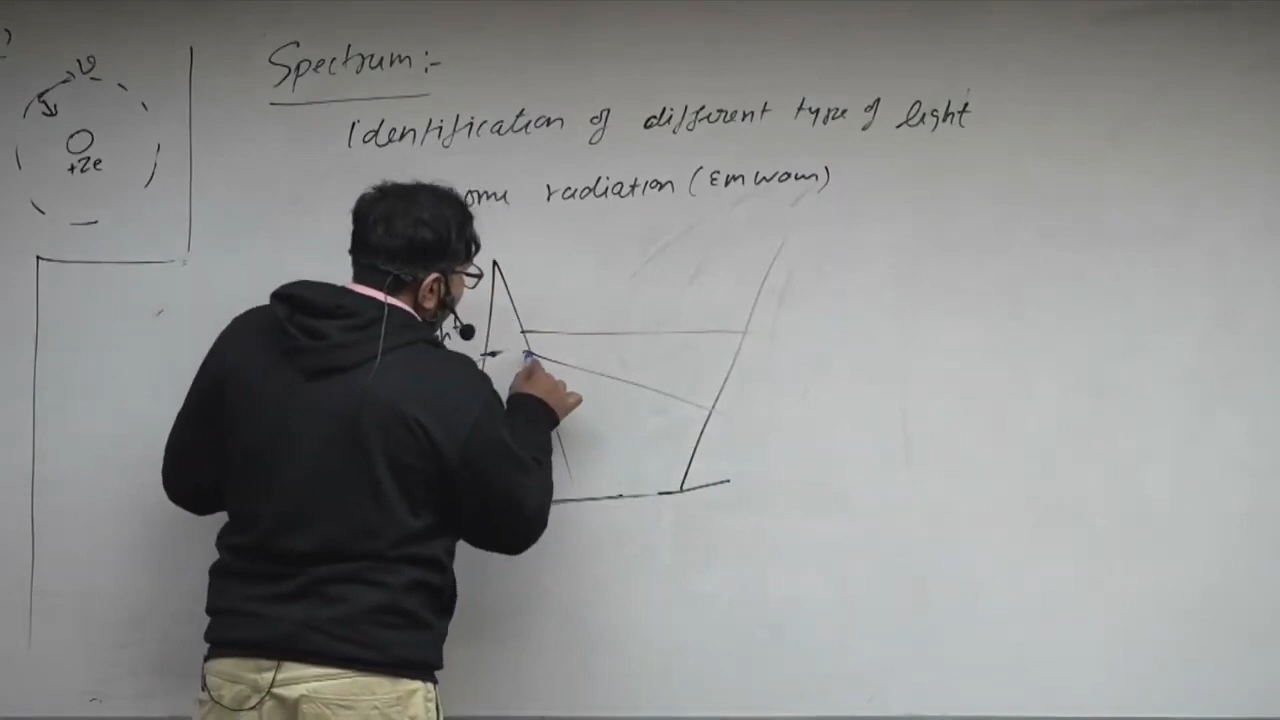 ϑ
+Ze
Spectrum :-
Identification of different type of light
radiation (Em wave)